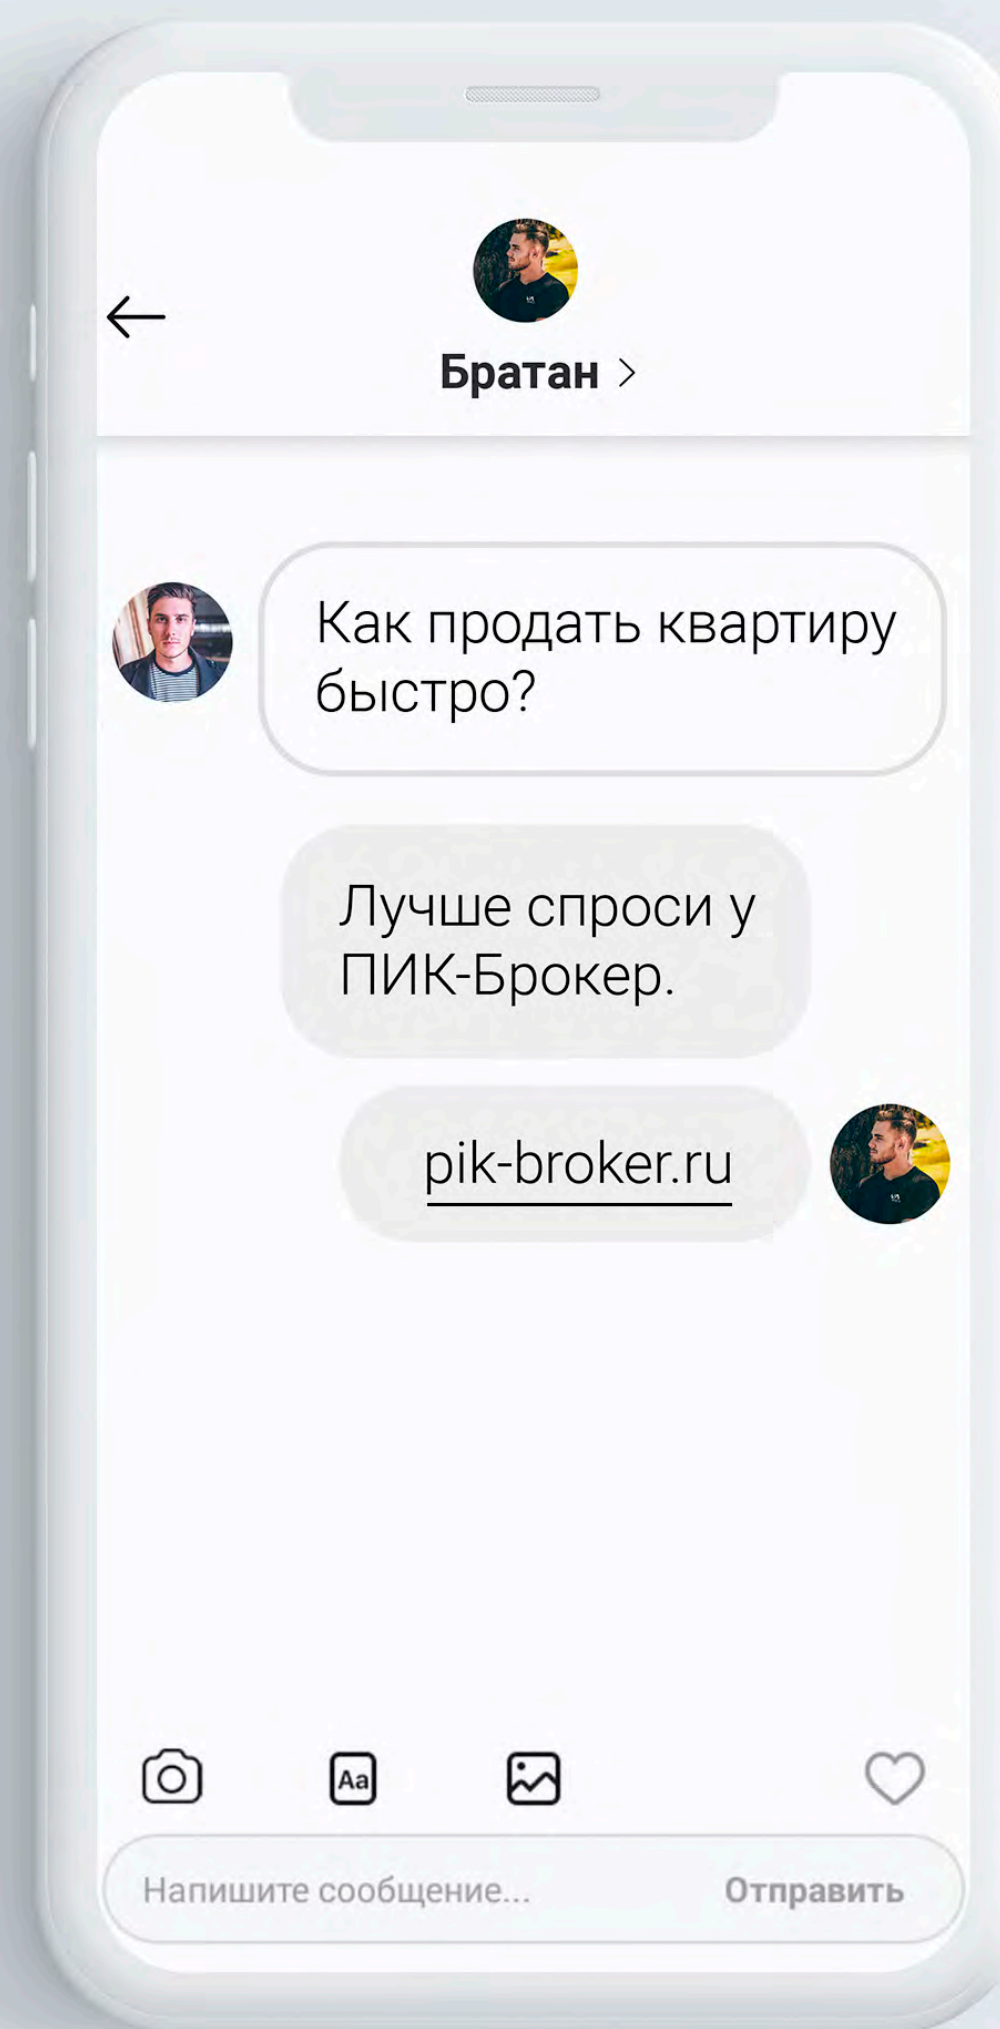 Братан
Как продать квартиру
быстро?
Лучше спроси у
ПИК-Брокер.
pik-broker.ru
Aa
Напишите сообщение...
Отправить